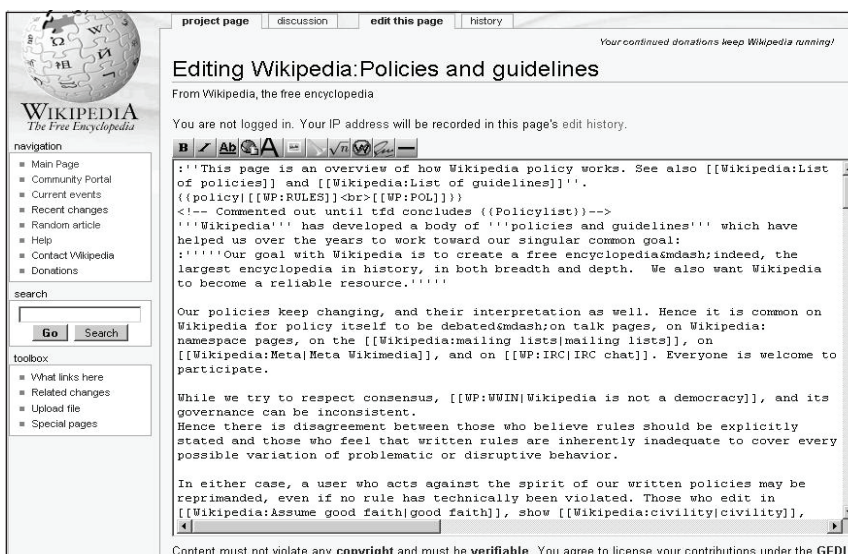 project page discussion edit this page history
Your continued donations keep Wikipedia running!
Editing Wikipedia:Policies and guidelines
From Wikipedia, the free encyclopedia
You are not logged in. Your IP address will be recorded in this page's edit history.
WIKIPEDIA
The Free Encyclopedia
navigation
Main Page
Community Portal
Current events
Recent changes
Random article
Help
Contact Wikipedia
Donations
search
Go Search
toolbox
What links here
Related changes
Upload file
Special pages
B I Ab A √n W
:''This page is an overview of how Wikipedia policy works. See also [[Wikipedia:List
of policies]] and [[Wikipedia:List of guidelines]]''.
{{policy|[[WP:RULES]]<br>[[WP:POL]]}}
<!-- Commented out until tfd concludes {{Policylist}}-->
'''Wikipedia''' has developed a body of '''policies and guidelines''' which have
helped us over the years to work toward our singular common goal:
:'''''Our goal with Wikipedia is to create a free encyclopedia&mdash;indeed, the
largest encyclopedia in history, in both breadth and depth.  We also want Wikipedia
to become a reliable resource.'''''
Our policies keep changing, and their interpretation as well. Hence it is common on
Wikipedia for policy itself to be debated&mdash;on talk pages, on Wikipedia:
namespace pages, on the [[Wikipedia:mailing lists|mailing lists]], on
[[Wikipedia:Meta|Meta Wikimedia]], and on [[WP:IRC|IRC chat]]. Everyone is welcome to
participate.
While we try to respect consensus, [[WP:WWIN|Wikipedia is not a democracy]], and its
governance can be inconsistent.
Hence there is disagreement between those who believe rules should be explicitly
stated and those who feel that written rules are inherently inadequate to cover every
possible variation of problematic or disruptive behavior.
In either case, a user who acts against the spirit of our written policies may be
reprimanded, even if no rule has technically been violated. Those who edit in
[[Wikipedia:Assume good faith|good faith]], show [[Wikipedia:civility|civility]],
Content must not violate any copyright and must be verifiable. You agree to license your contributions under the GFDL